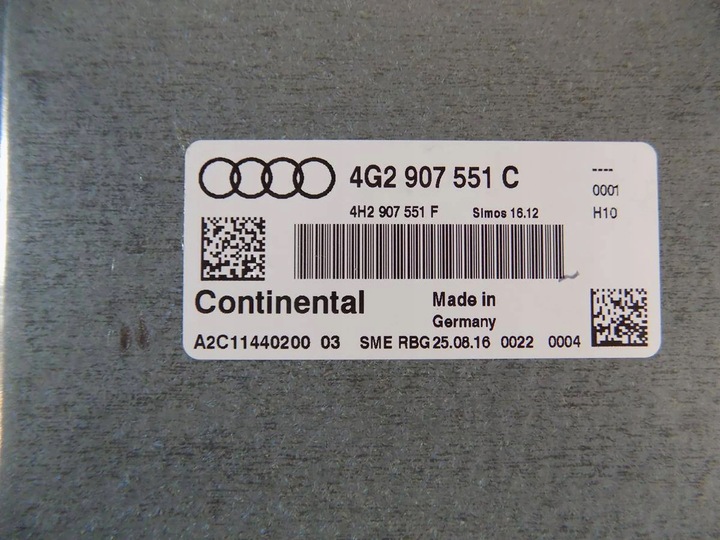 4G2 907 551 C
----
0001
4H2 907 551 F Simos 16.12 H10
Continental
Made in
Germany
A2C11440200 03 SME RBG 25.08.16 0022 0004